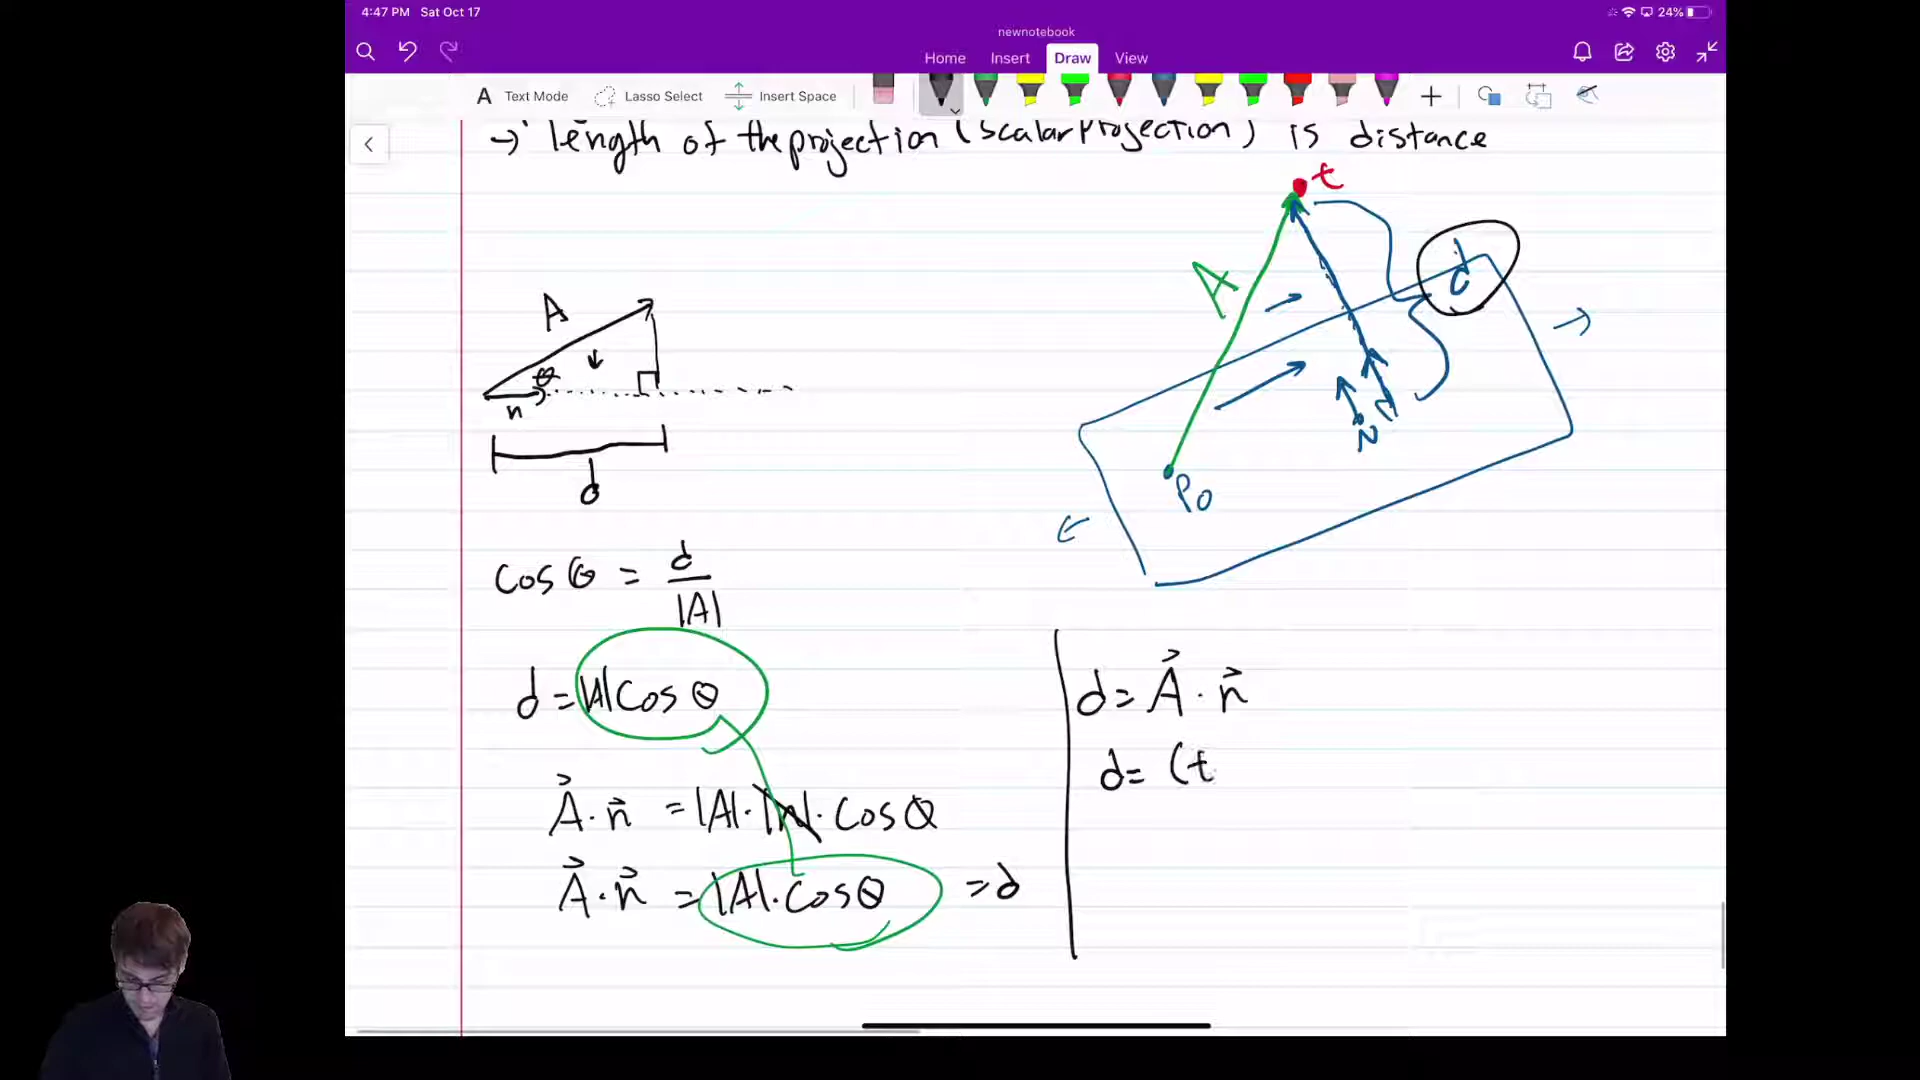 4:47 PM Sat Oct 17
24%
newnotebook
Home Insert Draw View
A Text Mode Lasso Select Insert Space
→ length of the projection (scalar projection) is distance
t
A
d
N
P0
A
θ
n
d
cos θ = d/|A|
d = |A| cos θ
A⃗ · n⃗ = |A| · |N| · cos θ
A⃗ · n⃗ = |A| · cos θ = d
d = A⃗ · n⃗
d = (t